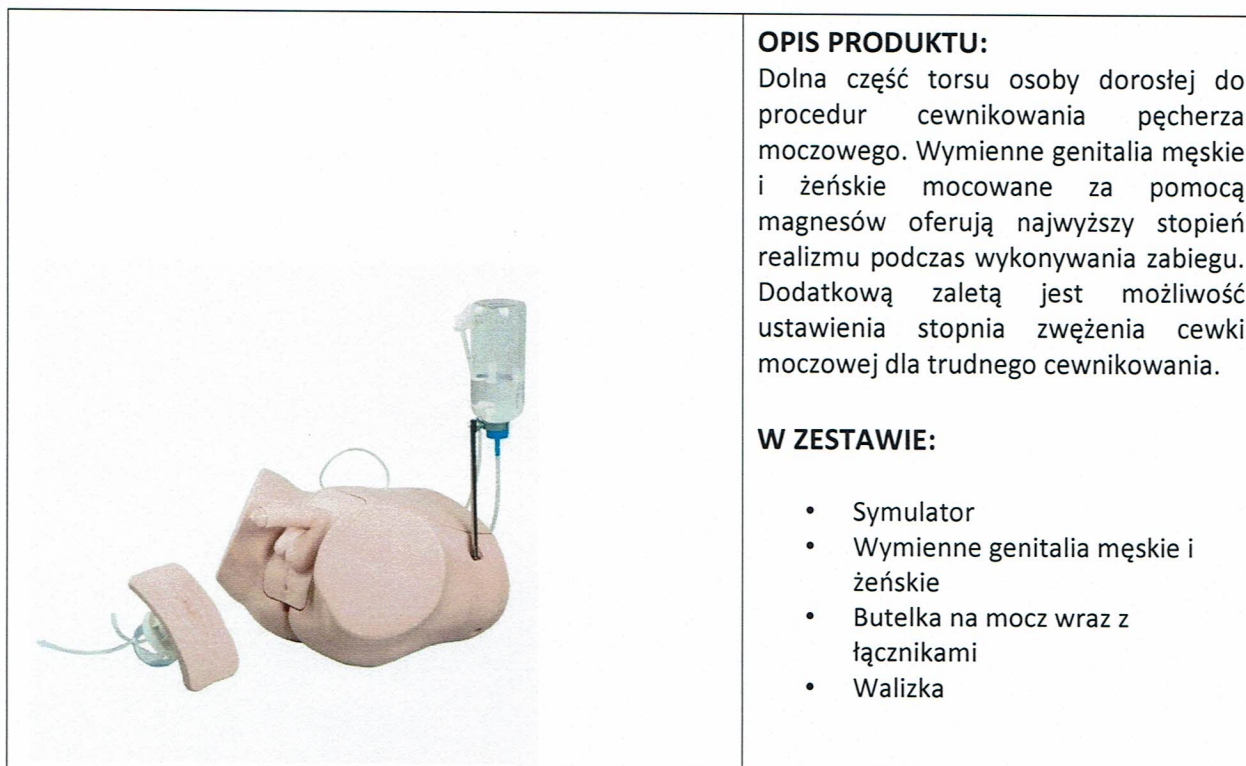 OPIS PRODUKTU:
Dolna część torsu osoby dorosłej do
procedur cewnikowania pęcherza
moczowego. Wymienne genitalia męskie
i żeńskie mocowane za pomocą
magnesów oferują najwyższy stopień
realizmu podczas wykonywania zabiegu.
Dodatkową zaletą jest możliwość
ustawienia stopnia zwężenia cewki
moczowej dla trudnego cewnikowania.
W ZESTAWIE:
• Symulator
• Wymienne genitalia męskie i
żeńskie
• Butelka na mocz wraz z
łącznikami
• Walizka